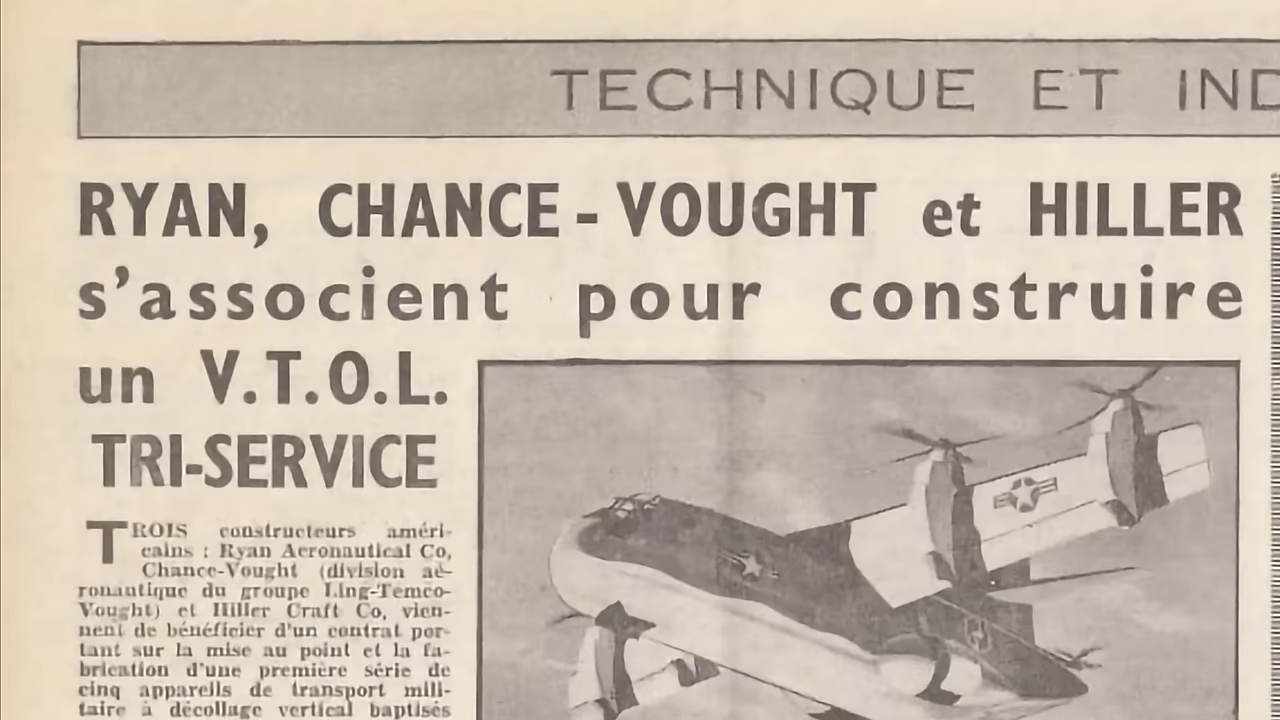 TECHNIQUE ET IND
RYAN, CHANCE-VOUGHT et HILLER
s'associent pour construire
un V.T.O.L.
TRI-SERVICE
TROIS constructeurs améri-
cains : Ryan Aeronautical Co,
Chance-Vought (division aé-
ronautique du groupe Ling-Temco-
Vought) et Hiller Craft Co, vien-
nent de bénéficier d'un contrat por-
tant sur la mise au point et la fa-
brication d'une première série de
cinq appareils de transport mili-
taire à décollage vertical baptisés